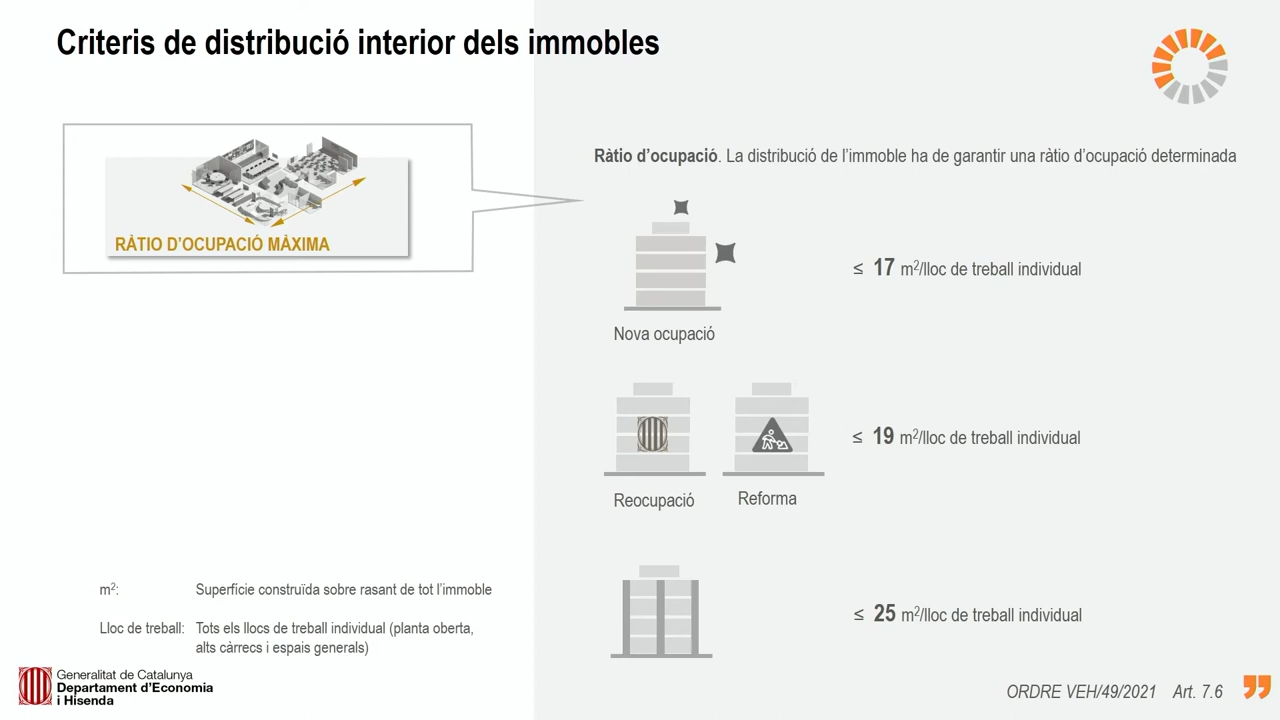 Criteris de distribució interior dels immobles
RÀTIO D'OCUPACIÓ MÀXIMA
Ràtio d'ocupació. La distribució de l'immoble ha de garantir una ràtio d'ocupació determinada
≤ 17 m²/lloc de treball individual
Nova ocupació
≤ 19 m²/lloc de treball individual
Reocupació
Reforma
≤ 25 m²/lloc de treball individual
m²: Superfície construïda sobre rasant de tot l'immoble
Lloc de treball: Tots els llocs de treball individual (planta oberta,
alts càrrecs i espais generals)
Generalitat de Catalunya
Departament d'Economia
i Hisenda
ORDRE VEH/49/2021 Art. 7.6